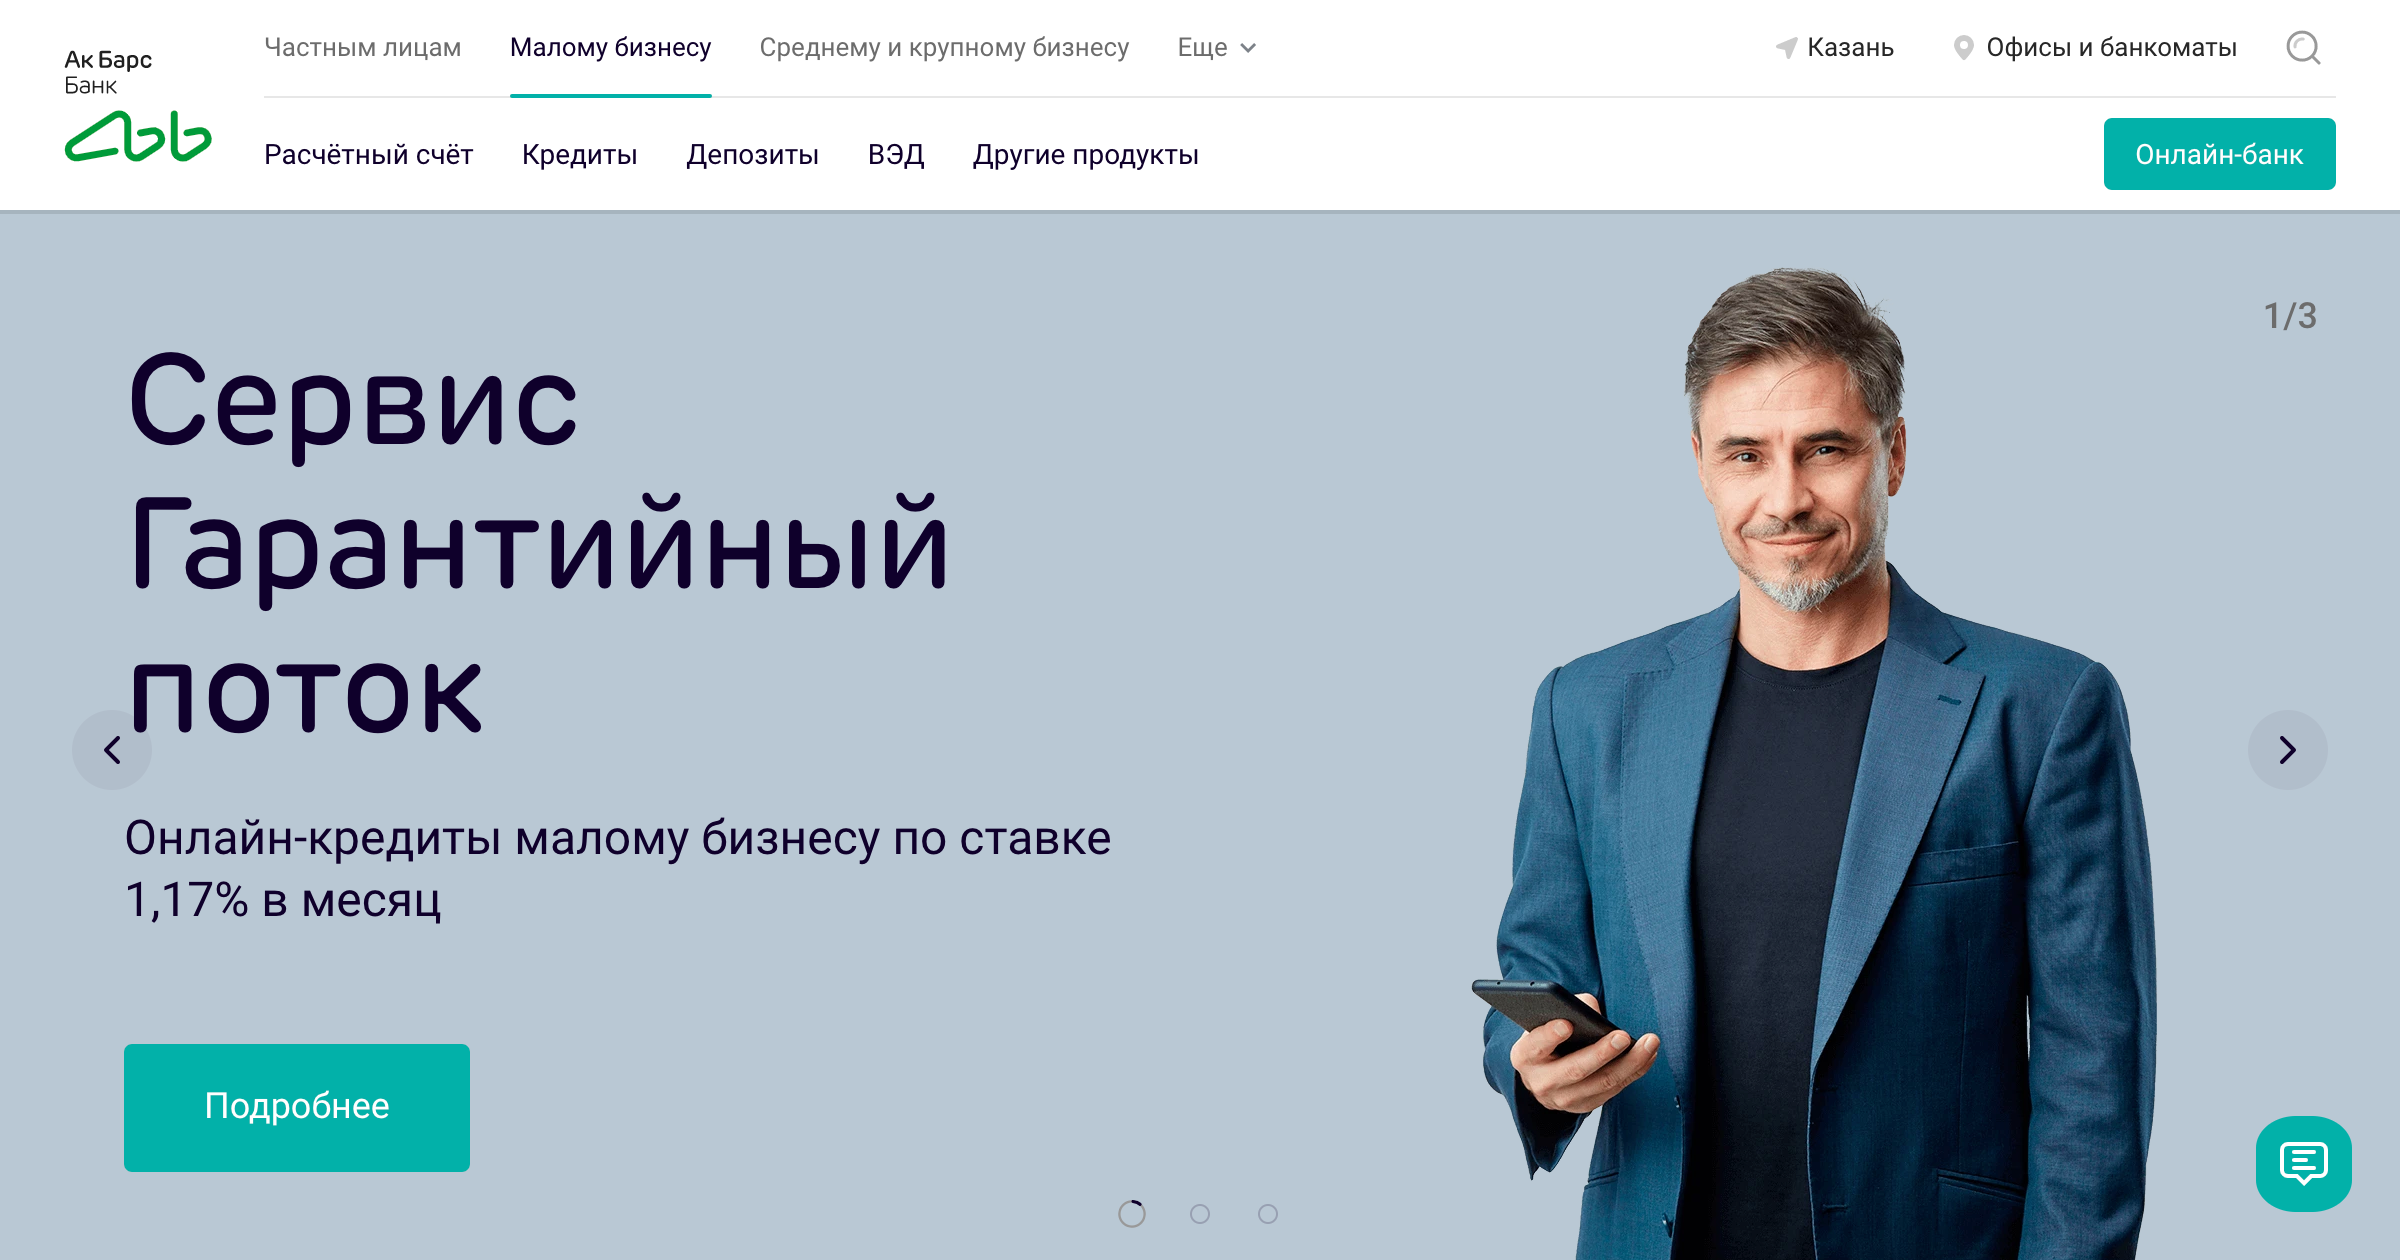 Ак Барс
Банк
Частным лицам Малому бизнесу Среднему и крупному бизнесу Еще Казань Офисы и банкоматы
Расчётный счёт Кредиты Депозиты ВЭД Другие продукты Онлайн-банк
1/3
Сервис
Гарантийный
поток
Онлайн-кредиты малому бизнесу по ставке
1,17% в месяц
Подробнее